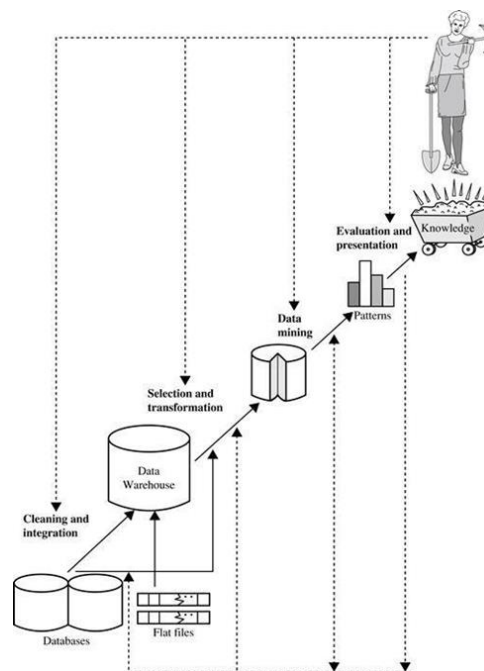 Knowledge
Evaluation and
presentation
Patterns
Data
mining
Selection and
transformation
Data
Warehouse
Cleaning and
integration
Databases
Flat files